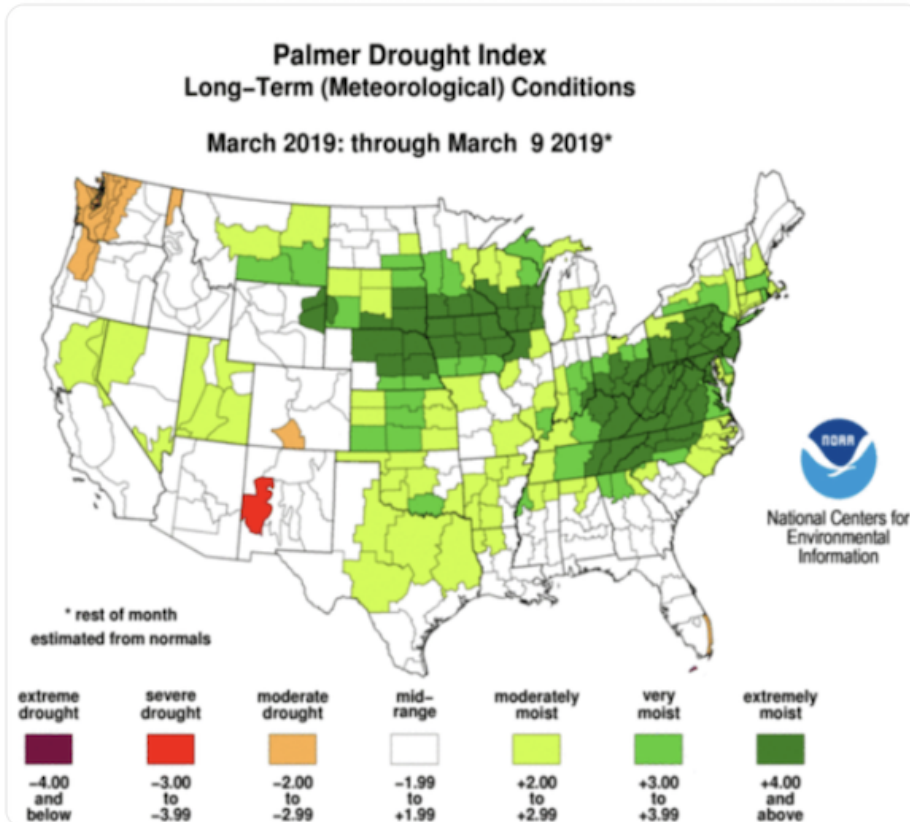 Palmer Drought Index
Long-Term (Meteorological) Conditions
March 2019: through March 9 2019*
NOAA
National Centers for
Environmental
Information
* rest of month
estimated from normals
extreme drought
-4.00 and below
severe drought
-3.00 to -3.99
moderate drought
-2.00 to -2.99
mid-range
-1.99 to +1.99
moderately moist
+2.00 to +2.99
very moist
+3.00 to +3.99
extremely moist
+4.00 and above